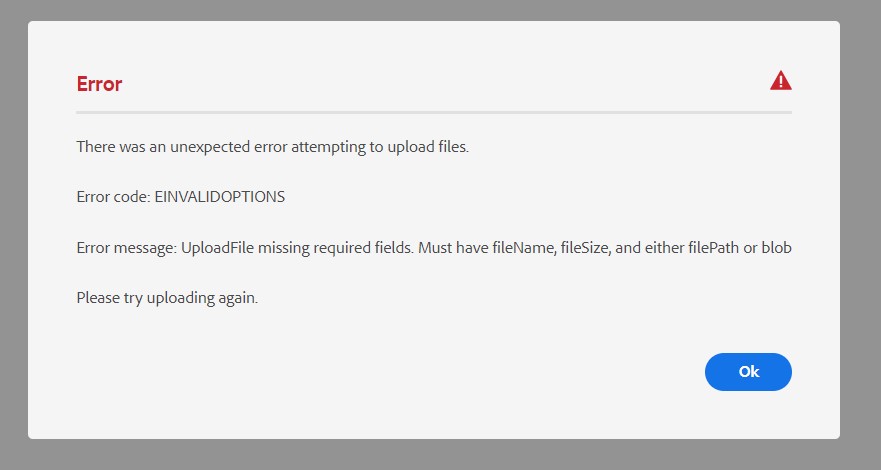 Error
There was an unexpected error attempting to upload files.
Error code: EINVALIDOPTIONS
Error message: UploadFile missing required fields. Must have fileName, fileSize, and either filePath or blob
Please try uploading again.
Ok